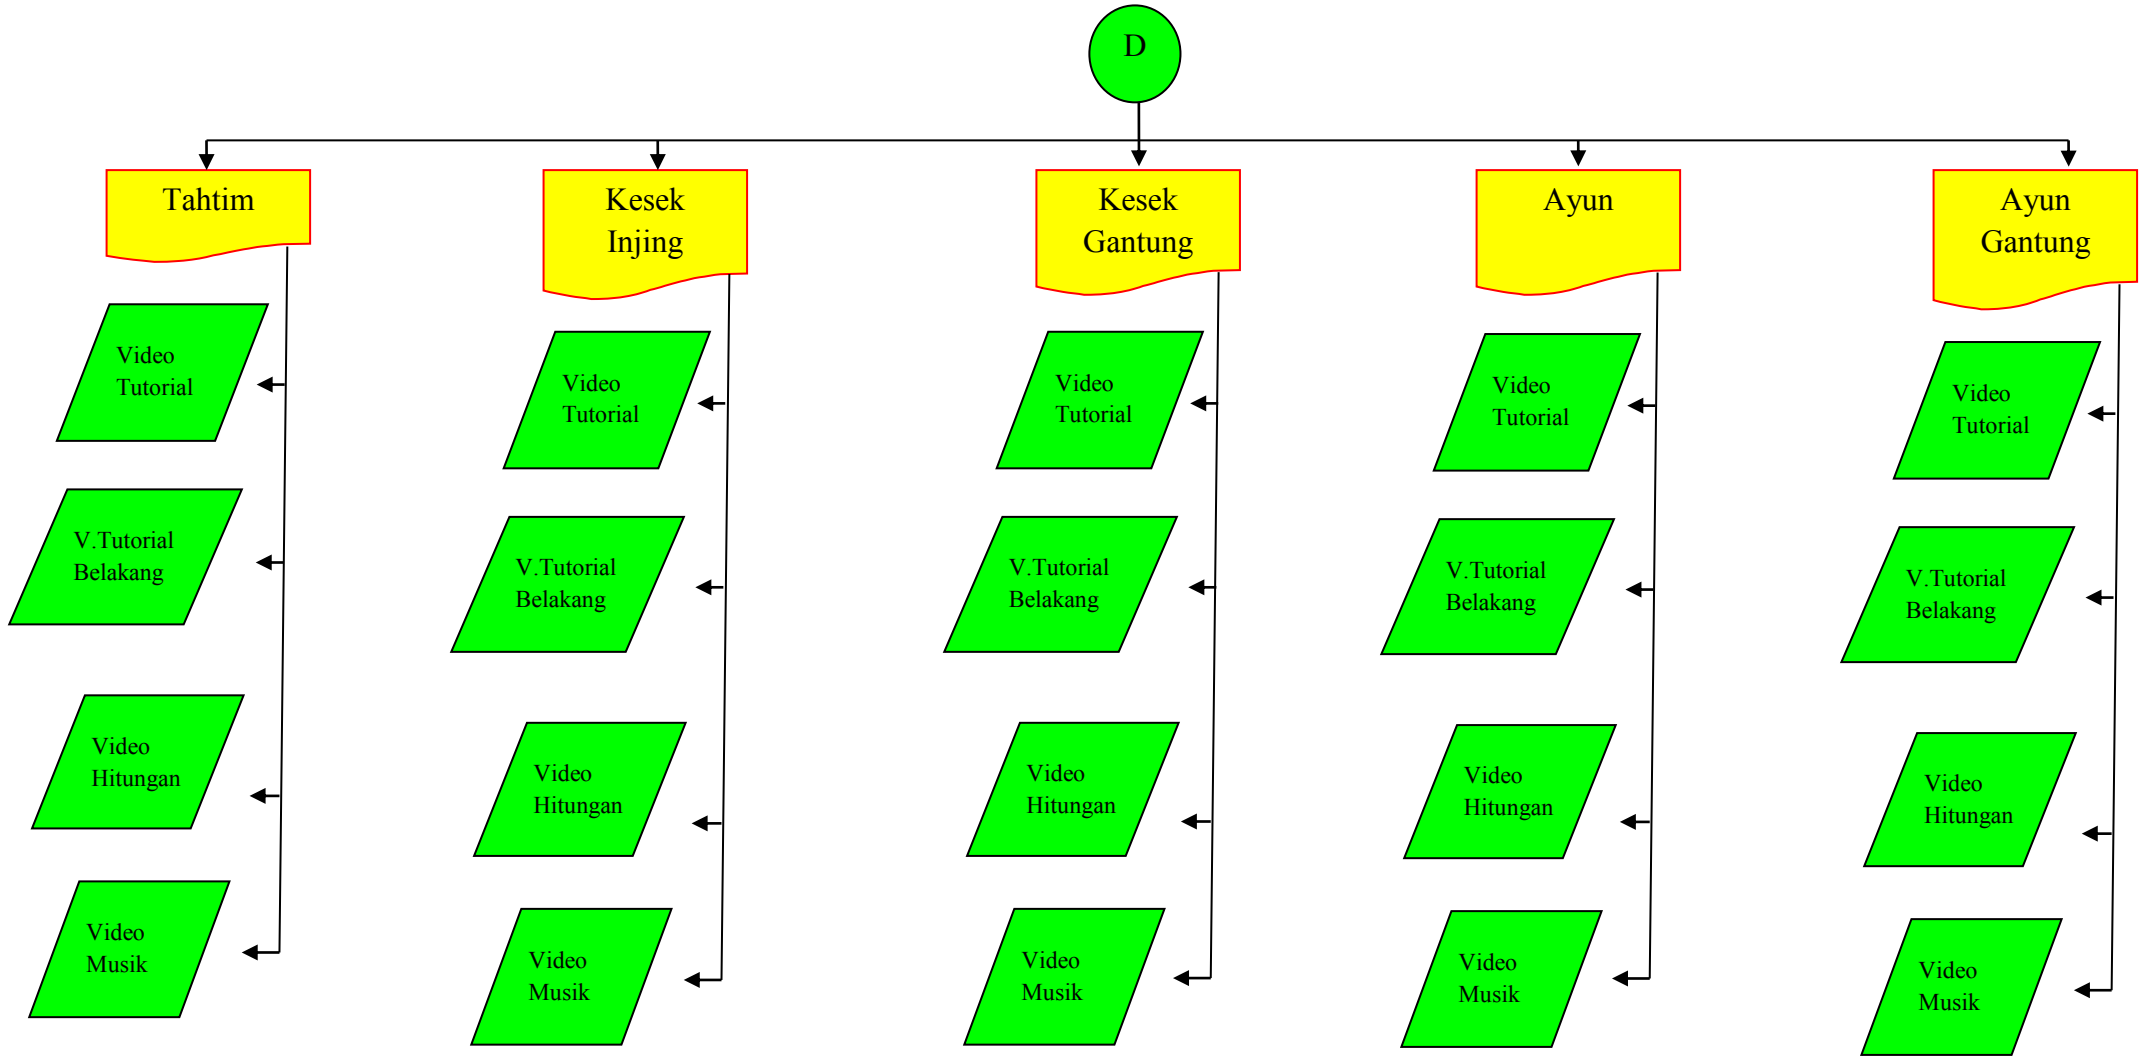 D
Tahtim
Kesek
Injing
Kesek
Gantung
Ayun
Ayun
Gantung
Video
Tutorial
Video
Tutorial
Video
Tutorial
Video
Tutorial
Video
Tutorial
V.Tutorial
Belakang
V.Tutorial
Belakang
V.Tutorial
Belakang
V.Tutorial
Belakang
V.Tutorial
Belakang
Video
Hitungan
Video
Hitungan
Video
Hitungan
Video
Hitungan
Video
Hitungan
Video
Musik
Video
Musik
Video
Musik
Video
Musik
Video
Musik